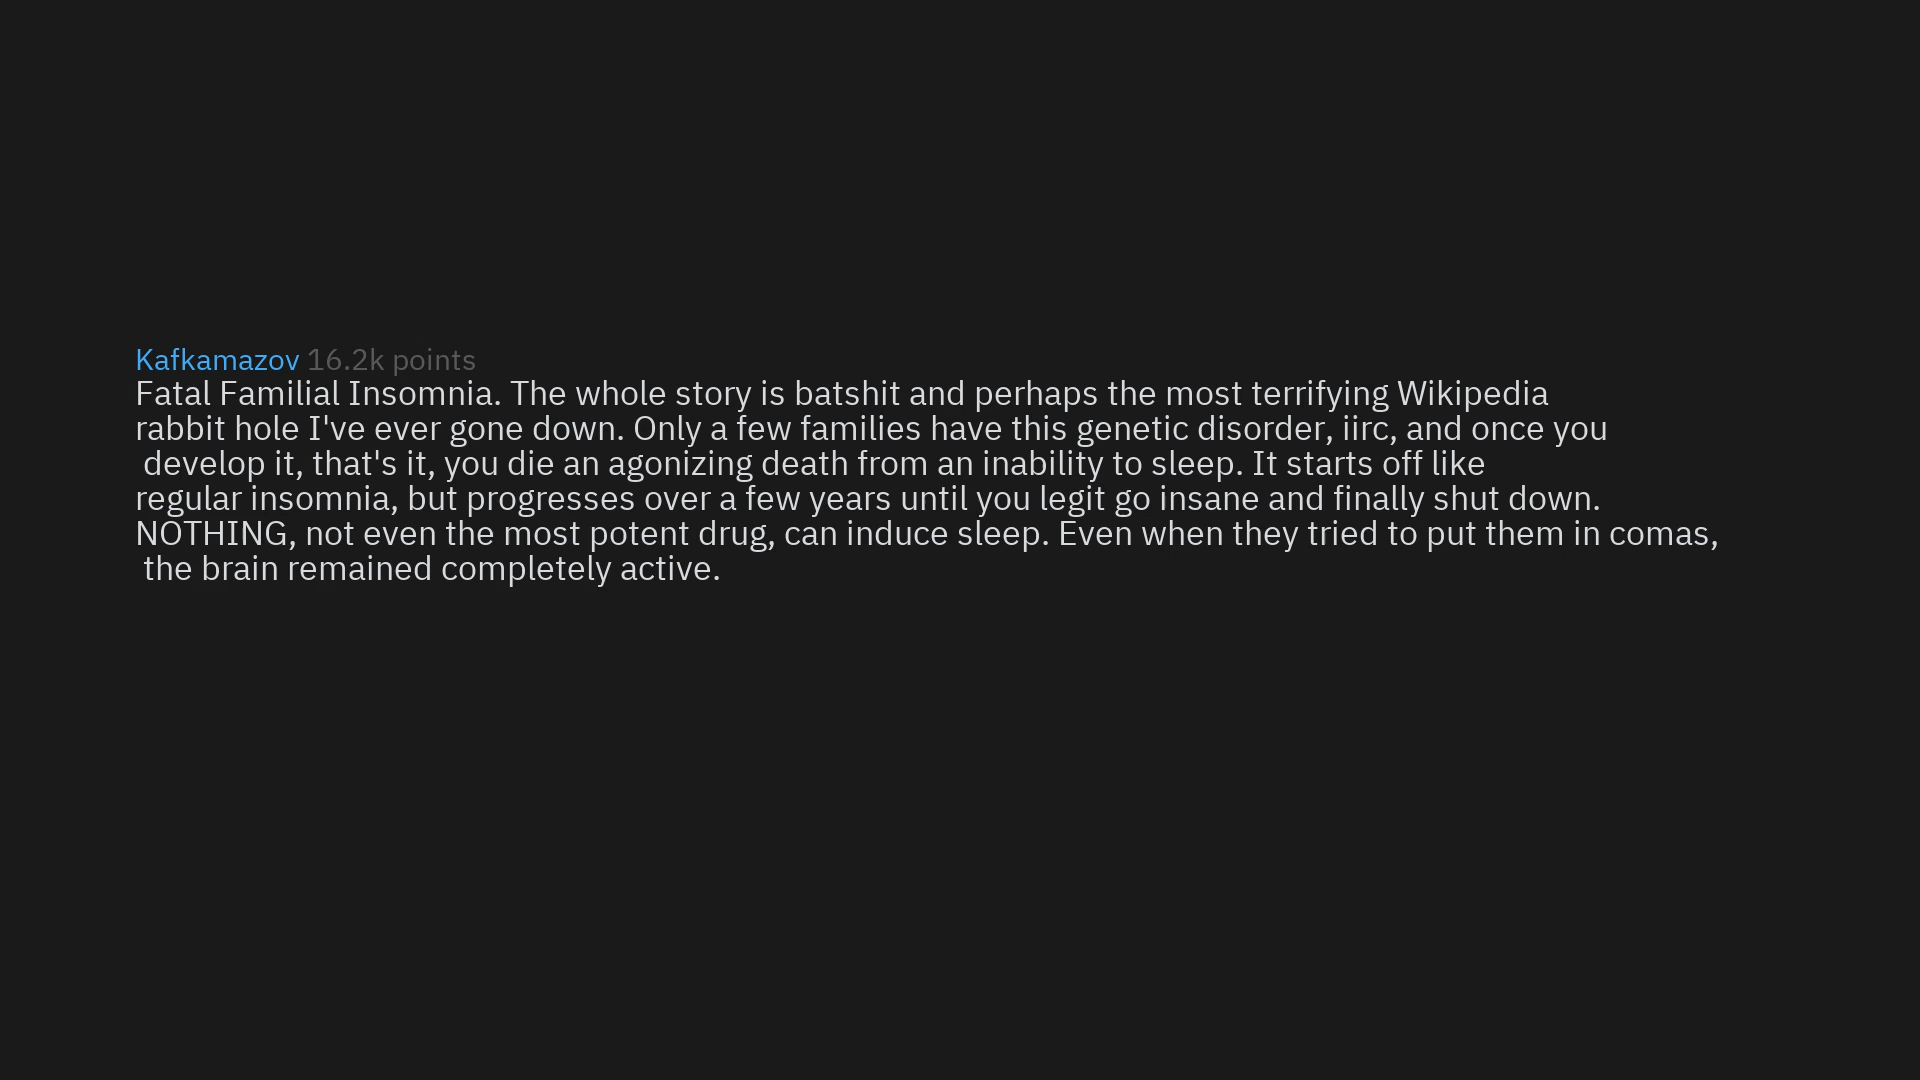 Kafkamazov 16.2k points
Fatal Familial Insomnia. The whole story is batshit and perhaps the most terrifying Wikipedia
rabbit hole I've ever gone down. Only a few families have this genetic disorder, iirc, and once you
develop it, that's it, you die an agonizing death from an inability to sleep. It starts off like
regular insomnia, but progresses over a few years until you legit go insane and finally shut down.
NOTHING, not even the most potent drug, can induce sleep. Even when they tried to put them in comas,
the brain remained completely active.